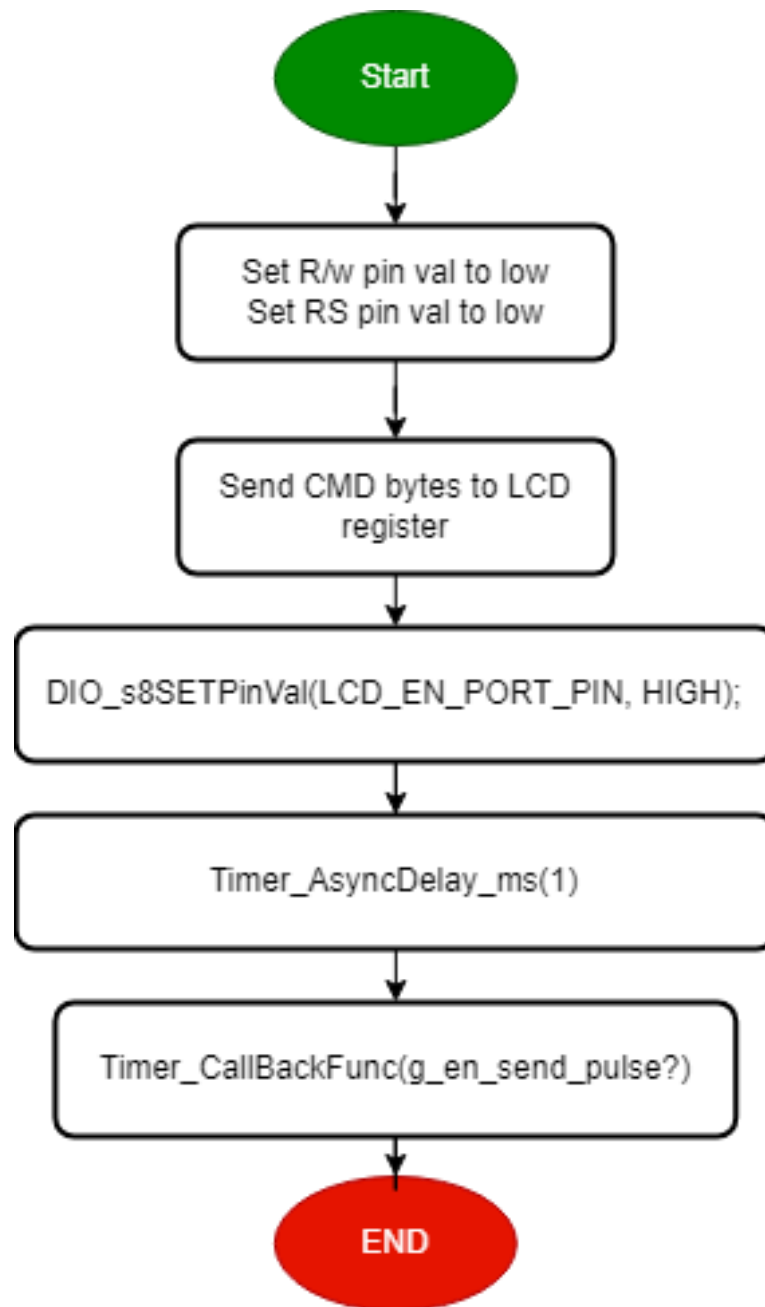 Start
Set R/w pin val to low
Set RS pin val to low
Send CMD bytes to LCD
register
DIO_s8SETPinVal(LCD_EN_PORT_PIN, HIGH);
Timer_AsyncDelay_ms(1)
Timer_CallBackFunc(g_en_send_pulse?)
END